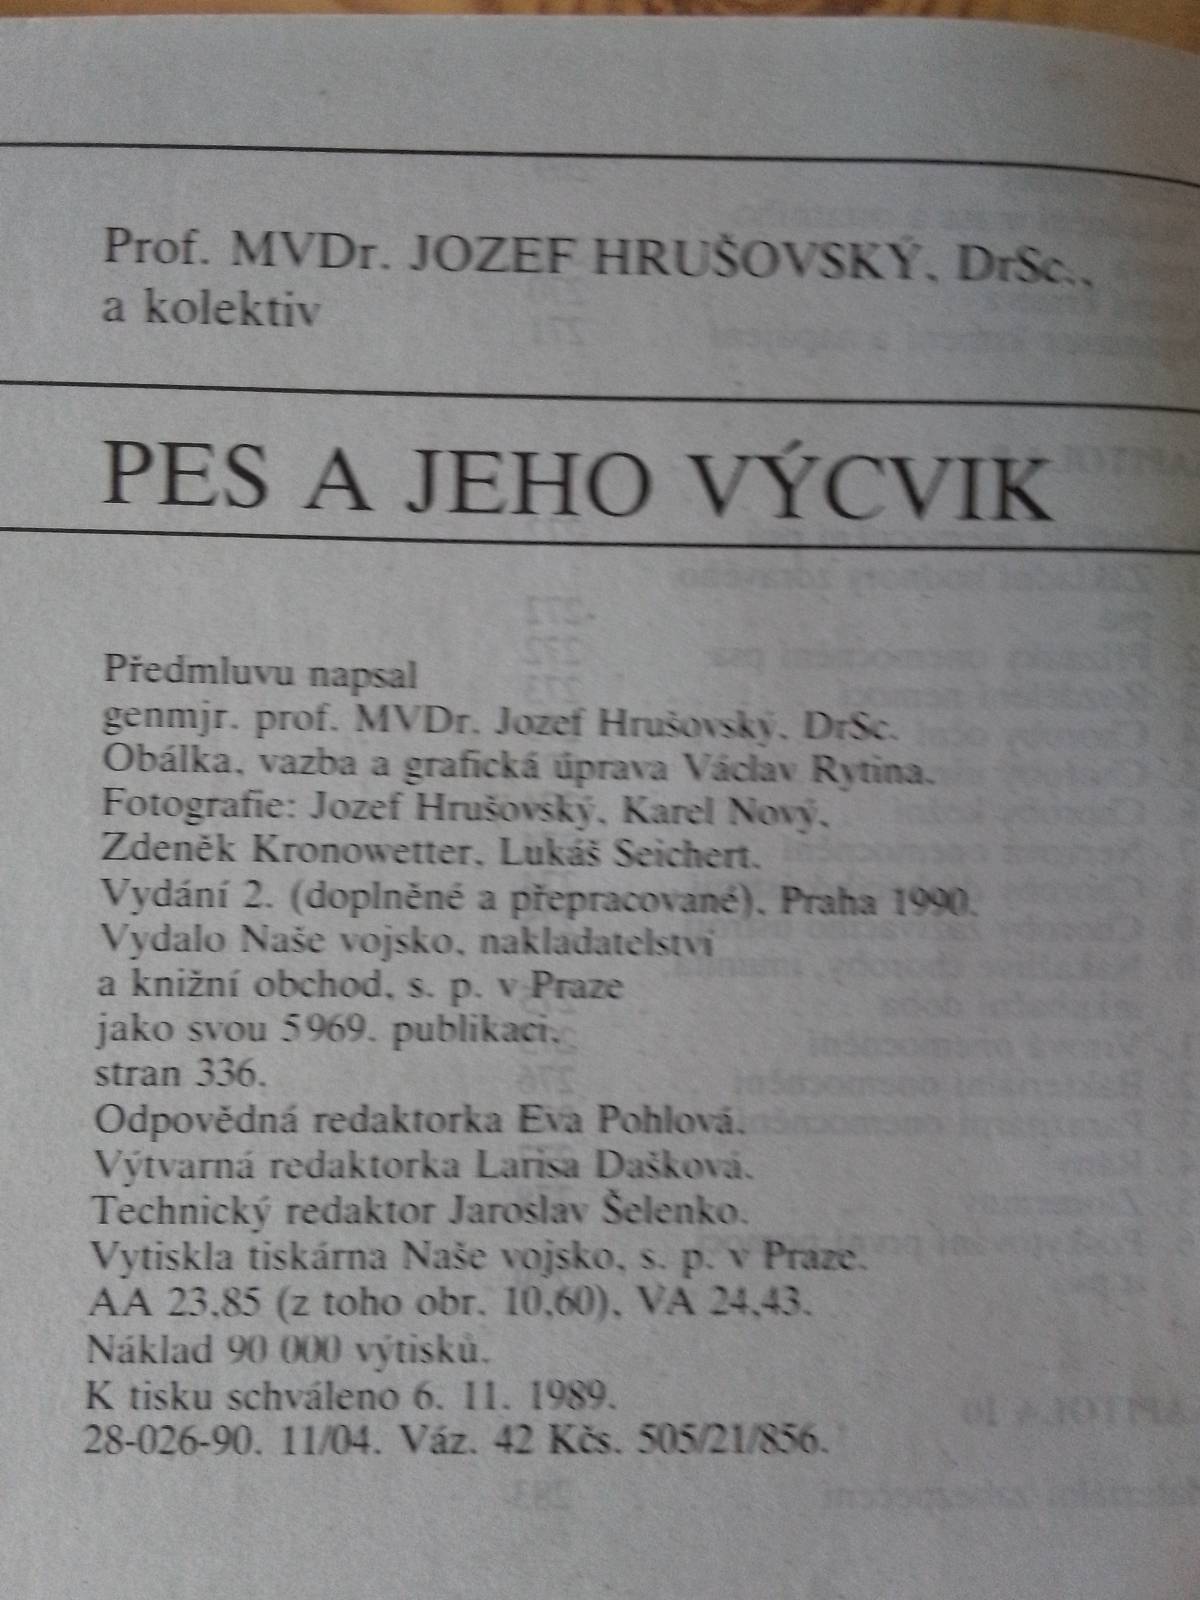 Prof. MVDr. JOZEF HRUŠOVSKÝ, DrSc.,
a kolektiv
PES A JEHO VÝCVIK
Předmluvu napsal
genmjr. prof. MVDr. Jozef Hrušovský, DrSc.
Obálka, vazba a grafická úprava Václav Rytina.
Fotografie: Jozef Hrušovský, Karel Nový,
Zdeněk Kronowetter, Lukáš Seichert.
Vydání 2. (doplněné a přepracované), Praha 1990.
Vydalo Naše vojsko, nakladatelství
a knižní obchod, s. p. v Praze
jako svou 5969. publikaci,
stran 336.
Odpovědná redaktorka Eva Pohlová.
Výtvarná redaktorka Larisa Dašková.
Technický redaktor Jaroslav Šelenko.
Vytiskla tiskárna Naše vojsko, s. p. v Praze.
AA 23,85 (z toho obr. 10,60), VA 24,43.
Náklad 90 000 výtisků.
K tisku schváleno 6. 11. 1989.
28-026-90. 11/04. Váz. 42 Kčs. 505/21/856.